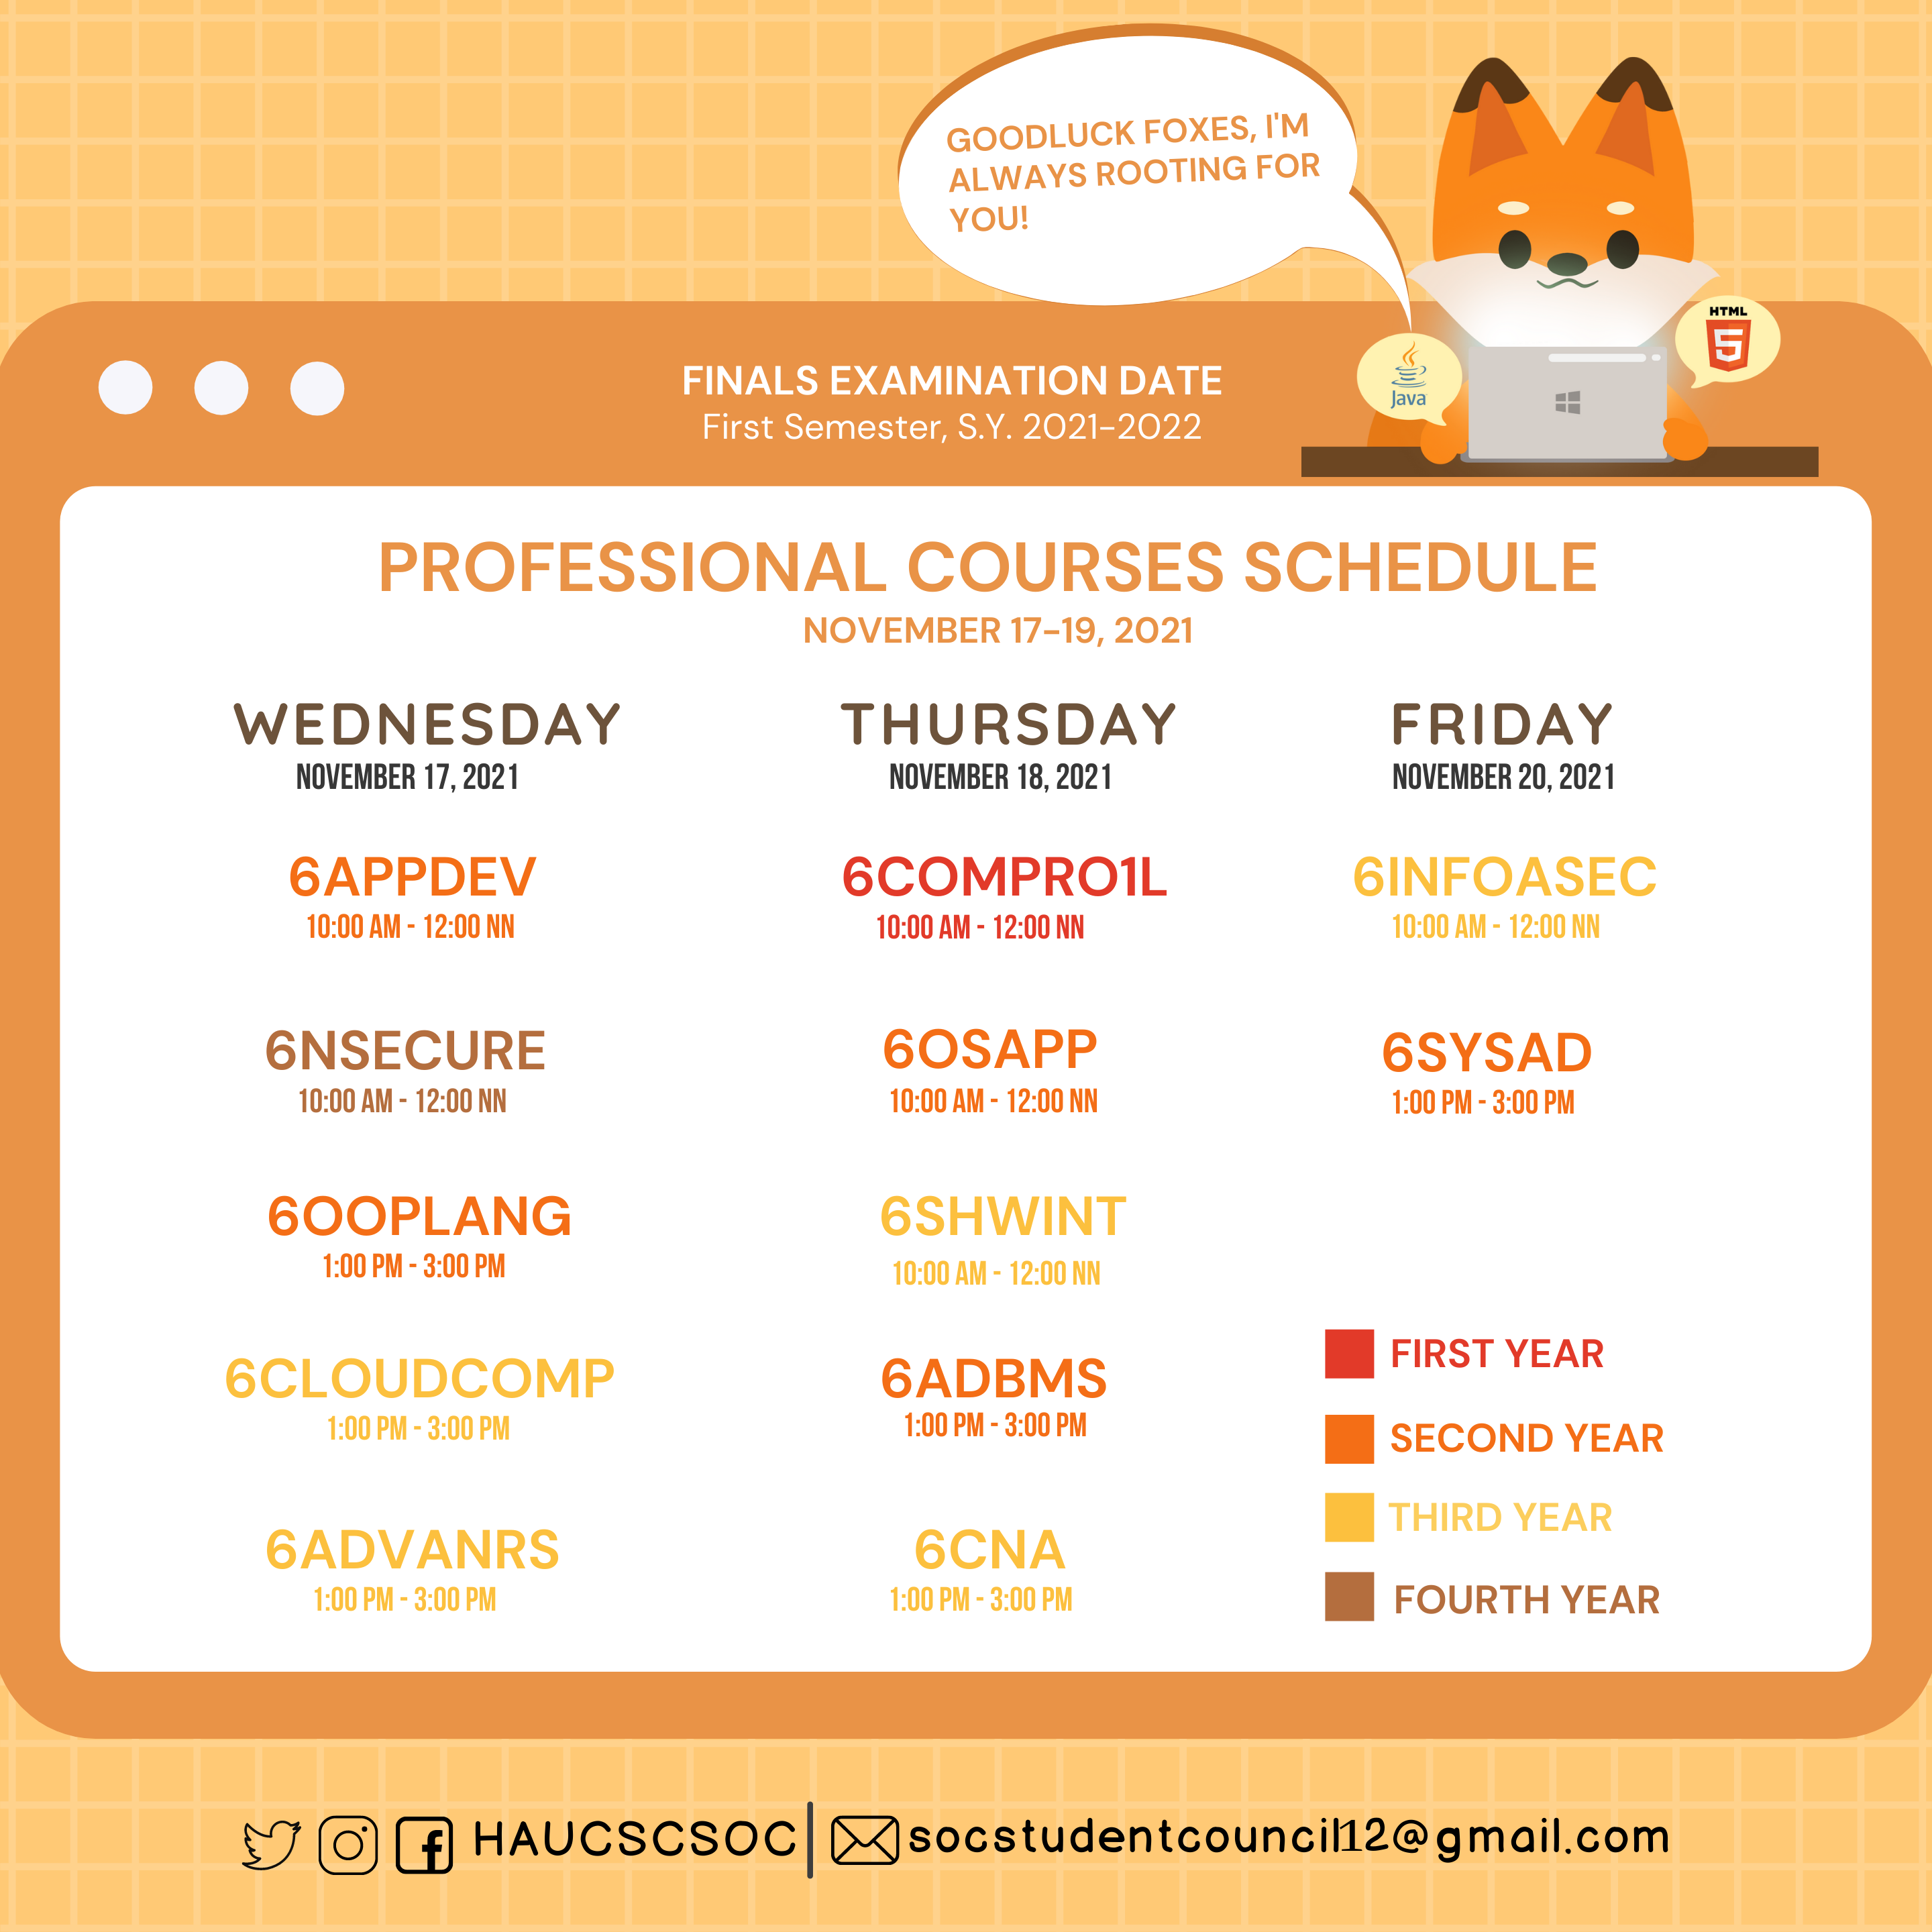 GOODLUCK FOXES, I'M
ALWAYS ROOTING FOR
YOU!
HTML
5
Java
FINALS EXAMINATION DATE
First Semester, S.Y. 2021-2022
PROFESSIONAL COURSES SCHEDULE
NOVEMBER 17-19, 2021
WEDNESDAY
NOVEMBER 17, 2021
6APPDEV
10:00 AM - 12:00 NN
6NSECURE
10:00 AM - 12:00 NN
6OOPLANG
1:00 PM - 3:00 PM
6CLOUDCOMP
1:00 PM - 3:00 PM
6ADVANRS
1:00 PM - 3:00 PM
THURSDAY
NOVEMBER 18, 2021
6COMPRO1L
10:00 AM - 12:00 NN
6OSAPP
10:00 AM - 12:00 NN
6SHWINT
10:00 AM - 12:00 NN
6ADBMS
1:00 PM - 3:00 PM
6CNA
1:00 PM - 3:00 PM
FRIDAY
NOVEMBER 20, 2021
6INFOASEC
10:00 AM - 12:00 NN
6SYSAD
1:00 PM - 3:00 PM
FIRST YEAR
SECOND YEAR
THIRD YEAR
FOURTH YEAR
HAUCSCSOC
socstudentcouncil12@gmail.com